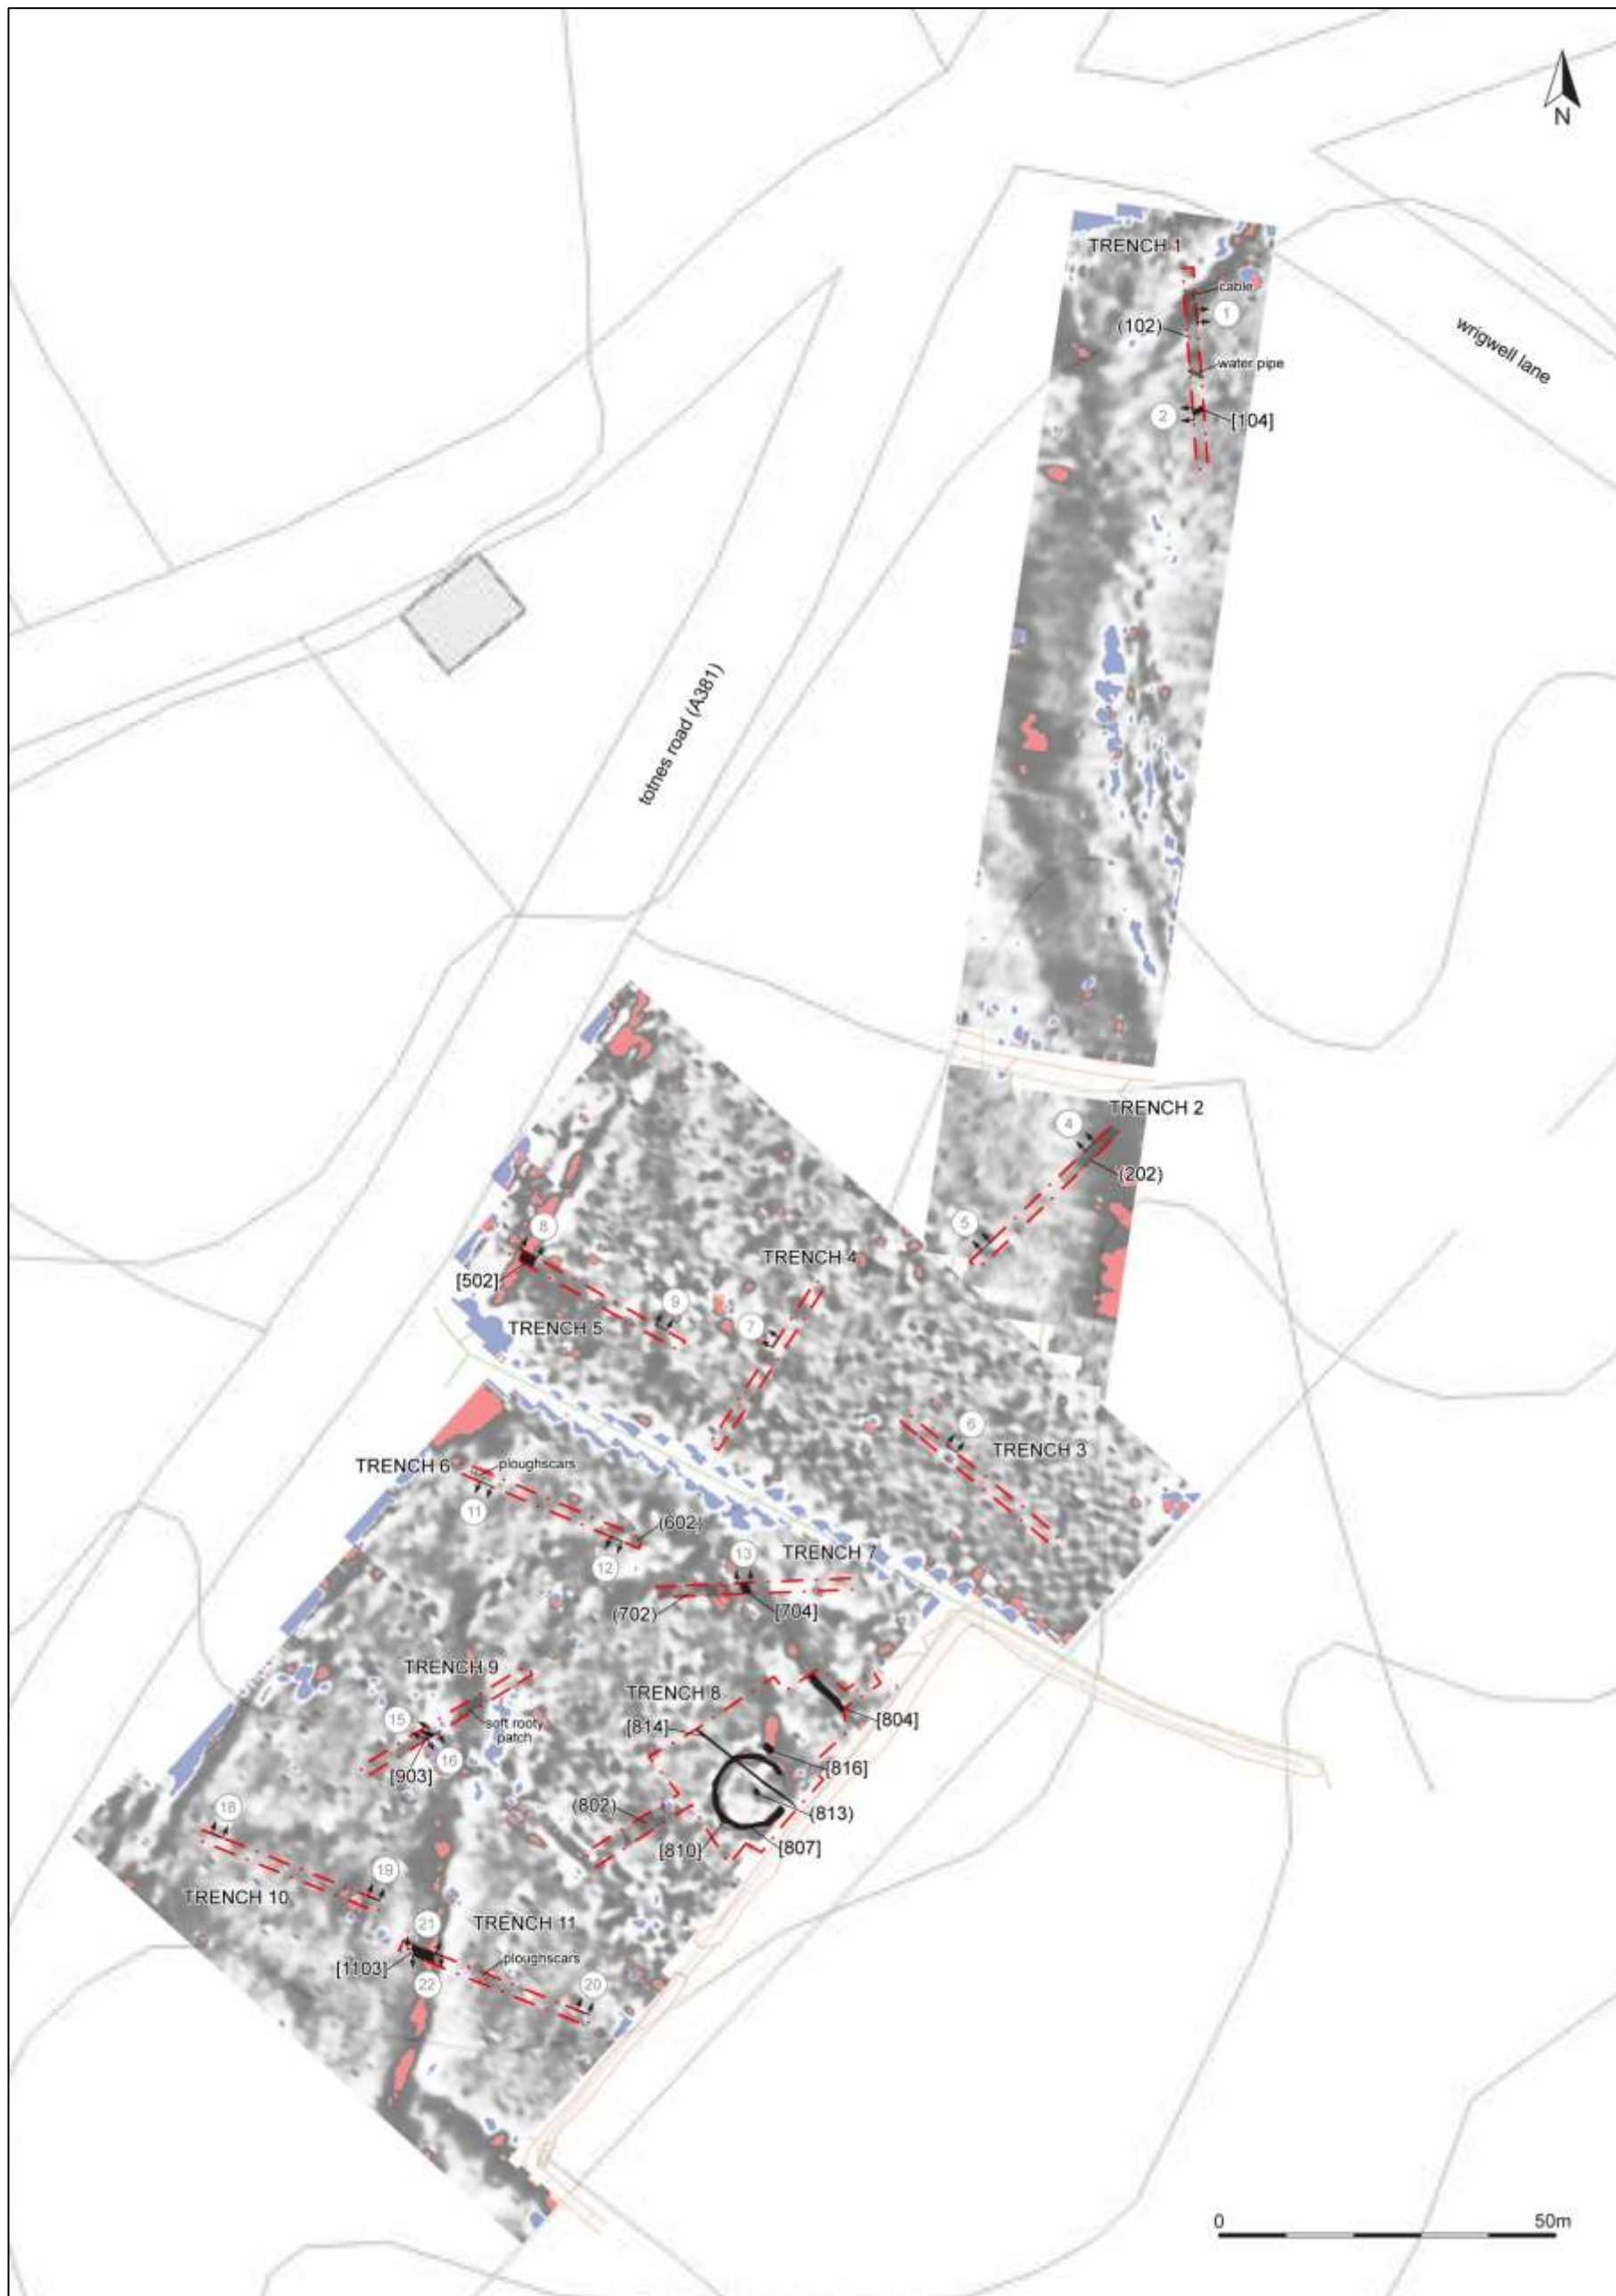 N
TRENCH 1
cable
1
(102)
wrigwell lane
water pipe
2
[104]
totnes road (A381)
TRENCH 2
4
(202)
5
8
TRENCH 4
[502]
9
7
TRENCH 5
6
TRENCH 3
TRENCH 6
ploughscars
11
(602)
12
13
TRENCH 7
(702)
[704]
TRENCH 9
TRENCH 8
15
soft rooty
patch
[814]
[804]
16
[903]
[816]
(802)
(813)
18
[810]
[807]
19
TRENCH 10
21
TRENCH 11
[1103]
ploughscars
22
20
0
50m